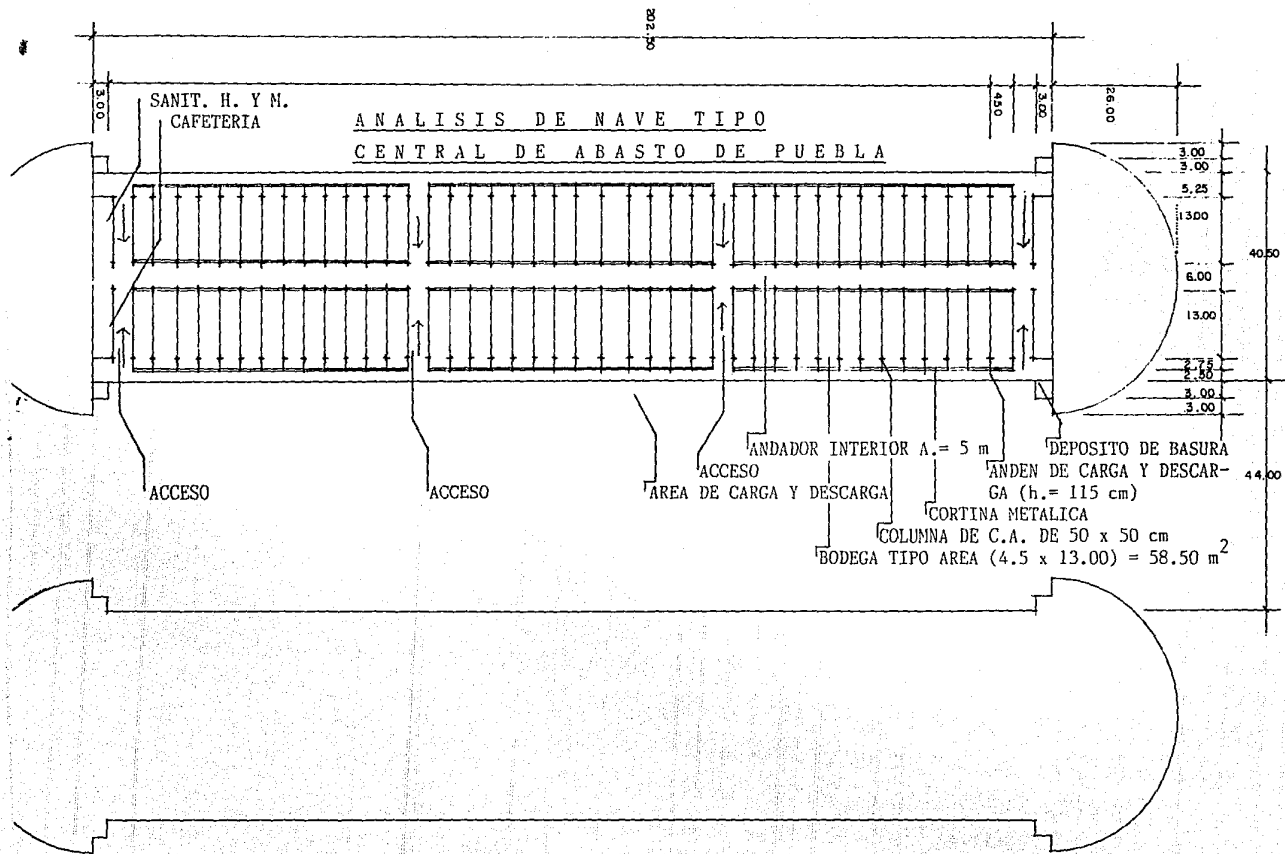 202.50
3.00
450
3.00
26.00
SANIT. H. Y M.
CAFETERIA
ANALISIS DE NAVE TIPO
CENTRAL DE ABASTO DE PUEBLA
3.00
3.00
5.25
13.00
40.50
6.00
13.00
2.75
2.50
3.00
3.00
44.00
ANDADOR INTERIOR A.= 5 m
DEPOSITO DE BASURA
ACCESO
ACCESO
ACCESO
AREA DE CARGA Y DESCARGA
ANDEN DE CARGA Y DESCAR-
GA (h.= 115 cm)
CORTINA METALICA
COLUMNA DE C.A. DE 50 x 50 cm
BODEGA TIPO AREA (4.5 x 13.00) = 58.50 m²